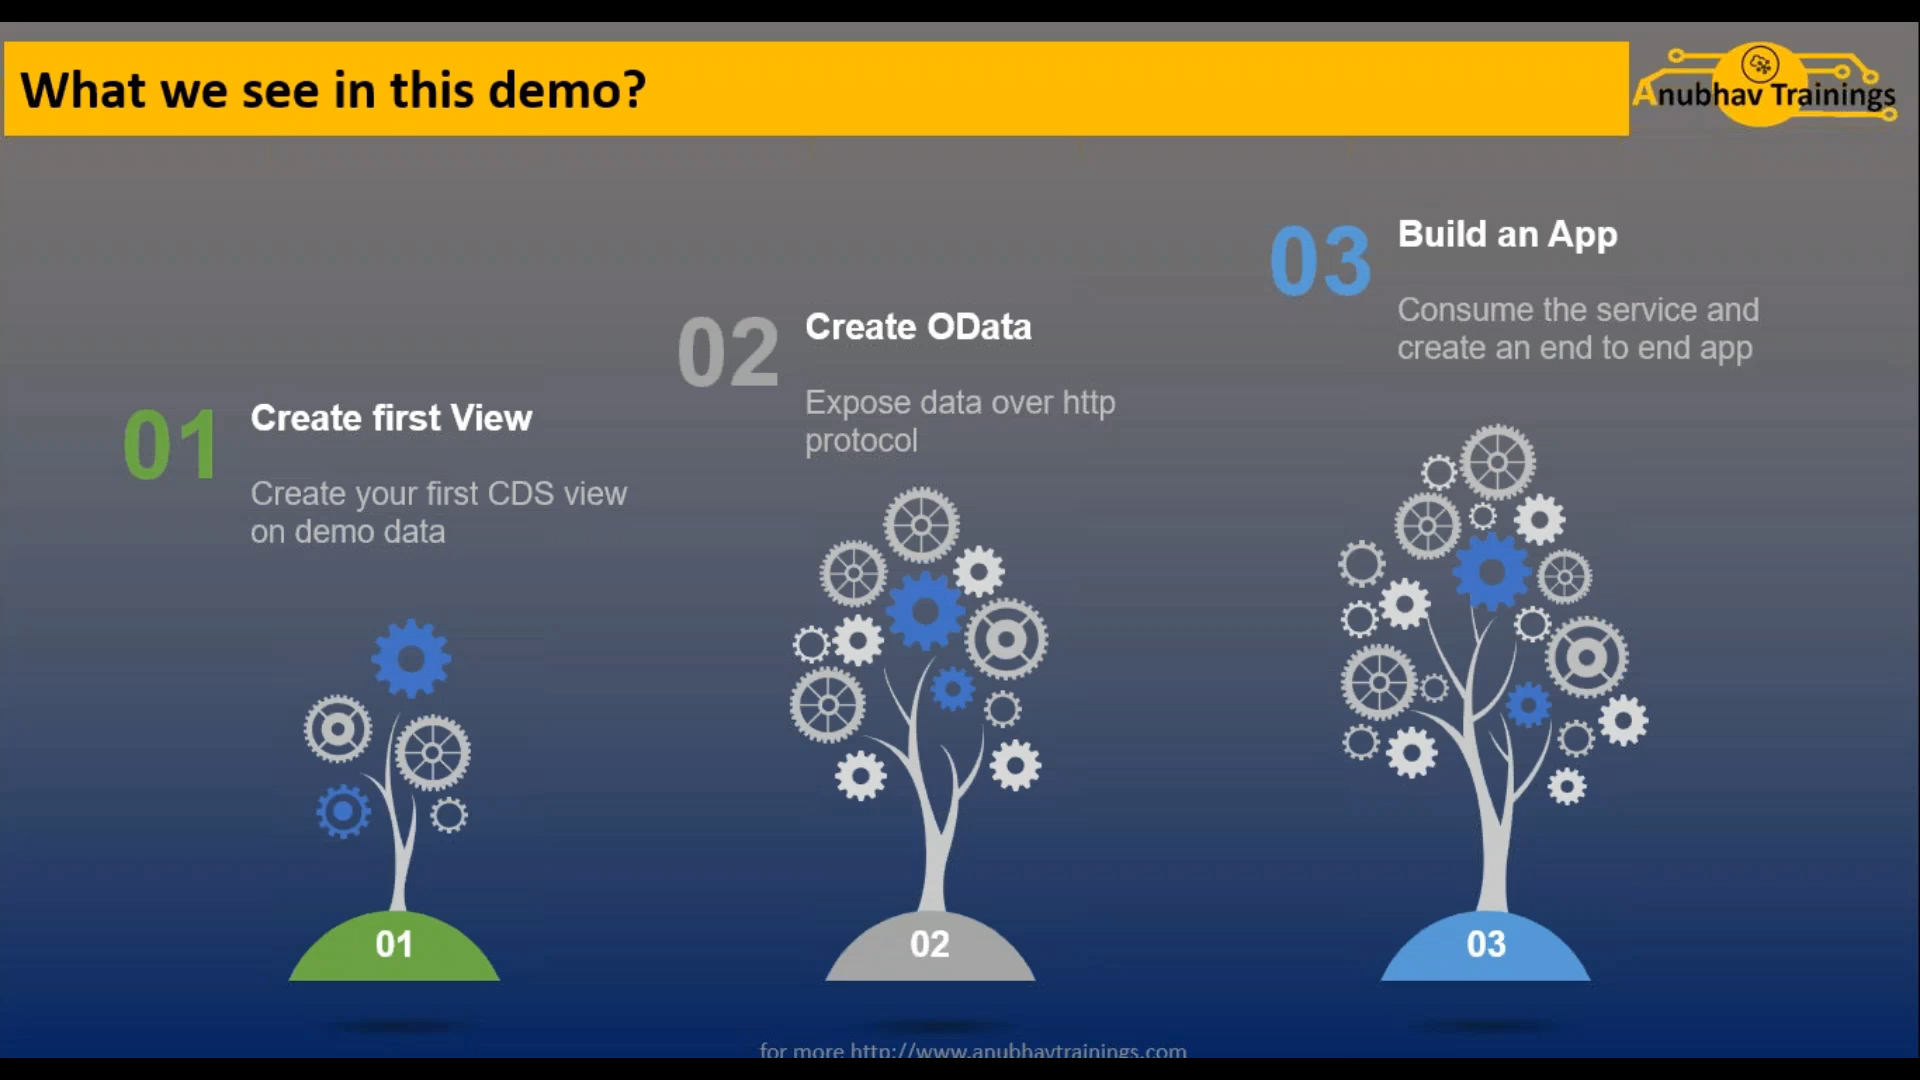 What we see in this demo?
Anubhav Trainings
03
Build an App
Consume the service and
create an end to end app
02
Create OData
Expose data over http
protocol
01
Create first View
Create your first CDS view
on demo data
01
02
03
for more http://www.anubhavtrainings.com